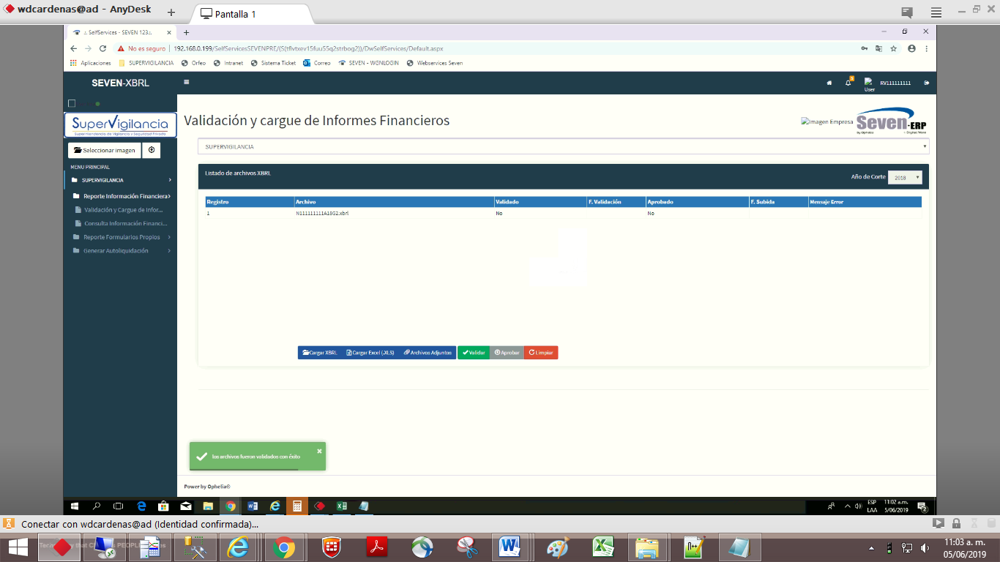 wdcardenas@ad - AnyDesk
+
Pantalla 1
.:. SelfServices - SEVEN 123.:.
No es seguro | 192.168.0.199/SelfServicesSEVENPRE/(S(tflvtxev15fuu55q2strbog2))/DwSelfServices/Default.aspx
Aplicaciones SUPERVIGILANCIA Orfeo Intranet Sistema Ticket Correo SEVEN - WGNLOGIN Webservices Seven
SEVEN-XBRL
User
RV111111111
SuperVigilancia
Superintendencia de Vigilancia y Seguridad Privada
Validación y cargue de Informes Financieros
Imagen Empresa
Seven-ERP
by Ophelia
Digital Ware
Seleccionar imagen
SUPERVIGILANCIA
MENU PRINCIPAL
SUPERVIGILANCIA
Reporte Información Financiera
Validación y Cargue de Infor...
Consulta Información Financi...
Reporte Formularios Propios
Generar Autoliquidación
Listado de archivos XBRL
Año de Corte 2018
Registro Archivo Validado F. Validación Aprobado F. Subida Mensaje Error
1 N111111111A18G2.xbrl No No
Cargar XBRL Cargar Excel (.XLS) Archivos Adjuntos Validar Aprobar Limpiar
los archivos fueron validados con éxito
Power by Ophelia®
ESP
LAA
11:02 a.m.
5/06/2019
2
Conectar con wdcardenas@ad (Identidad confirmada)...
11:03 a. m.
05/06/2019